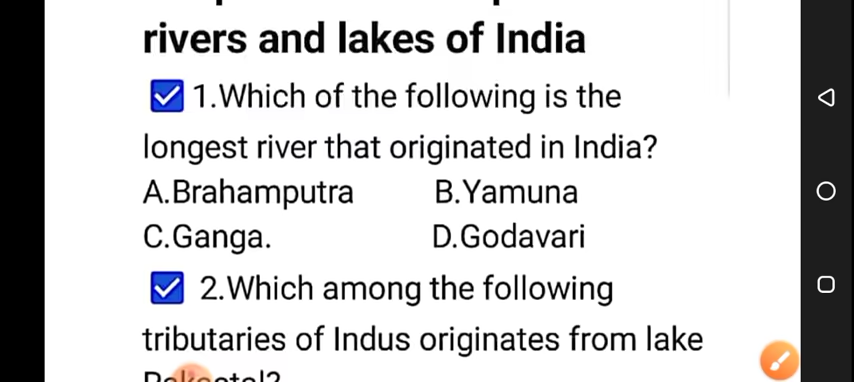 rivers and lakes of India
1.Which of the following is the
longest river that originated in India?
A.Brahamputra B.Yamuna
C.Ganga. D.Godavari
2.Which among the following
tributaries of Indus originates from lake